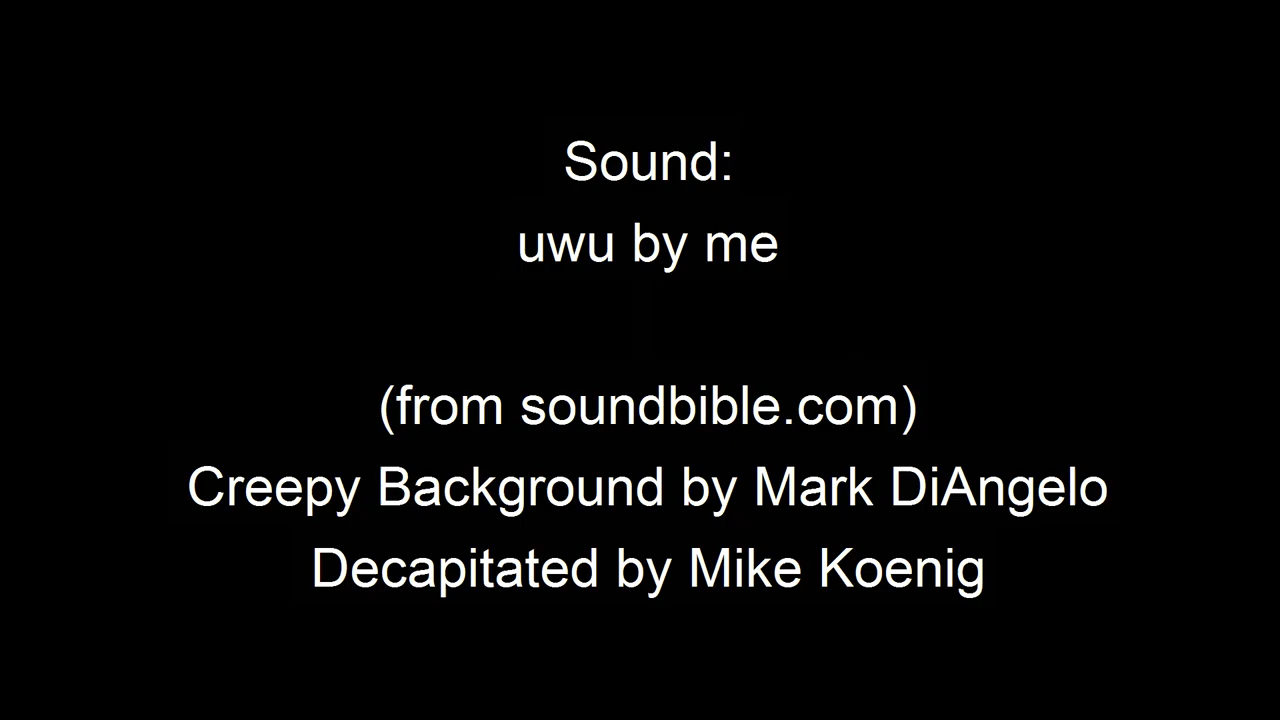 Sound:
uwu by me
(from soundbible.com)
Creepy Background by Mark DiAngelo
Decapitated by Mike Koenig